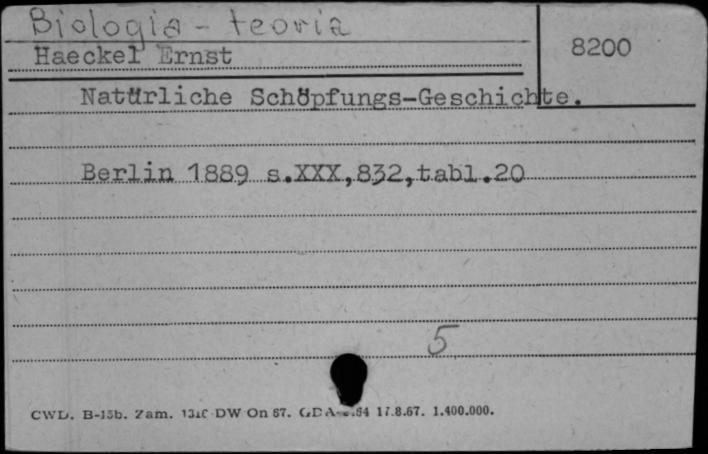 Biologia - teoria
Haeckel Ernst
8200
Natürliche Schöpfungs-Geschichte.
Berlin 1889 s.XXX,832,tabl.20
5
CWD. B-15b. Zam. DW On 67. 17.8.67. 1.400.000.